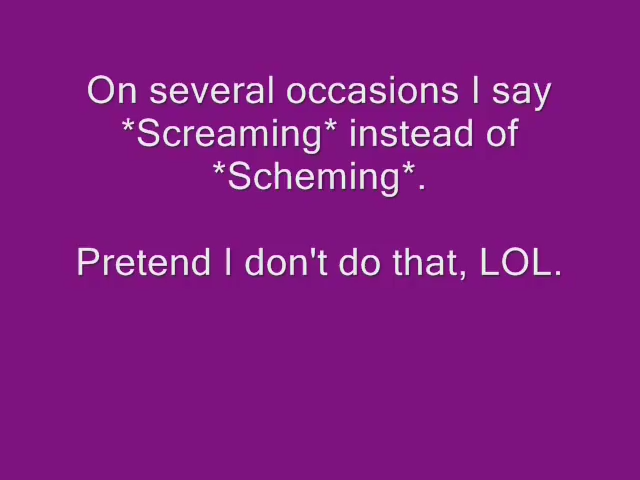 On several occasions I say
*Screaming* instead of
*Scheming*.
Pretend I don't do that, LOL.